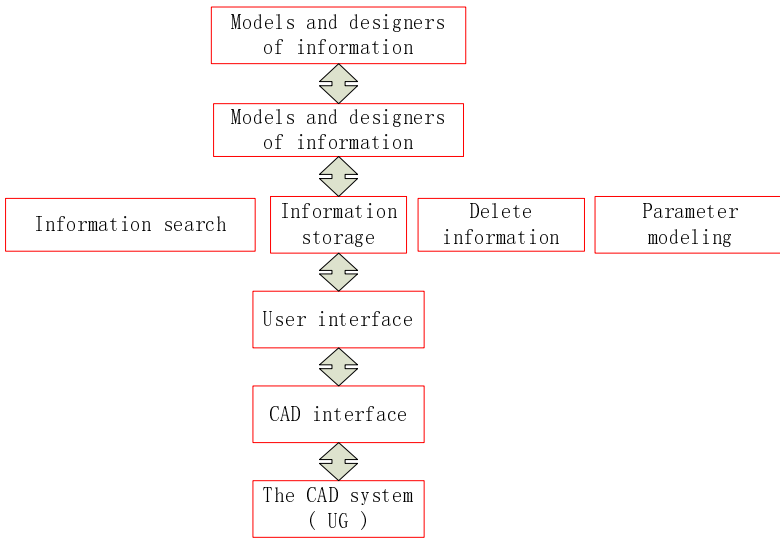 Models and designers
of information
Models and designers
of information
Information search
Information
storage
Delete
information
Parameter
modeling
User interface
CAD interface
The CAD system
( UG )